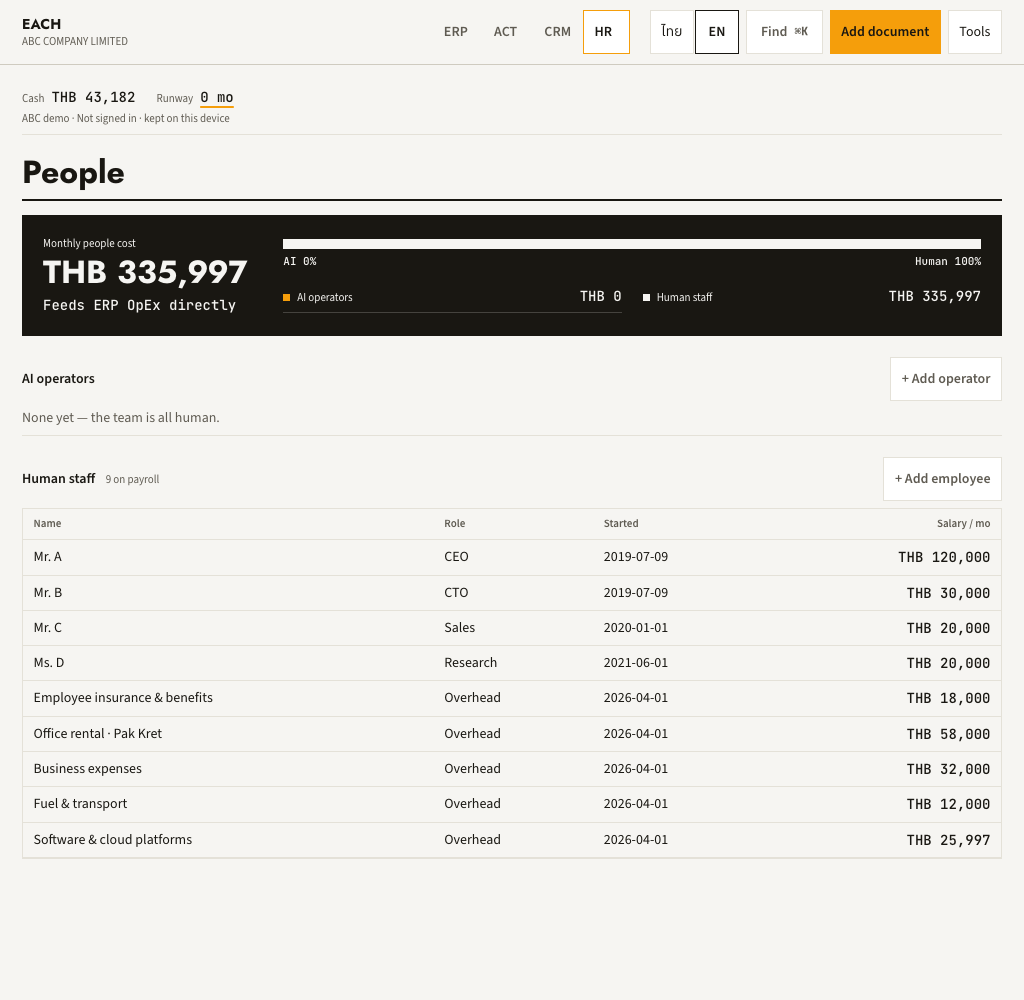 EACH
ABC COMPANY LIMITED
ERP ACT CRM HR ไทย EN Find ⌘K Add document Tools
Cash THB 43,182 Runway 0 mo
ABC demo · Not signed in · kept on this device
People
Monthly people cost
THB 335,997
Feeds ERP OpEx directly
AI 0% Human 100%
AI operators THB 0 Human staff THB 335,997
AI operators + Add operator
None yet — the team is all human.
Human staff 9 on payroll + Add employee
Name Role Started Salary / mo
Mr. A CEO 2019-07-09 THB 120,000
Mr. B CTO 2019-07-09 THB 30,000
Mr. C Sales 2020-01-01 THB 20,000
Ms. D Research 2021-06-01 THB 20,000
Employee insurance & benefits Overhead 2026-04-01 THB 18,000
Office rental · Pak Kret Overhead 2026-04-01 THB 58,000
Business expenses Overhead 2026-04-01 THB 32,000
Fuel & transport Overhead 2026-04-01 THB 12,000
Software & cloud platforms Overhead 2026-04-01 THB 25,997